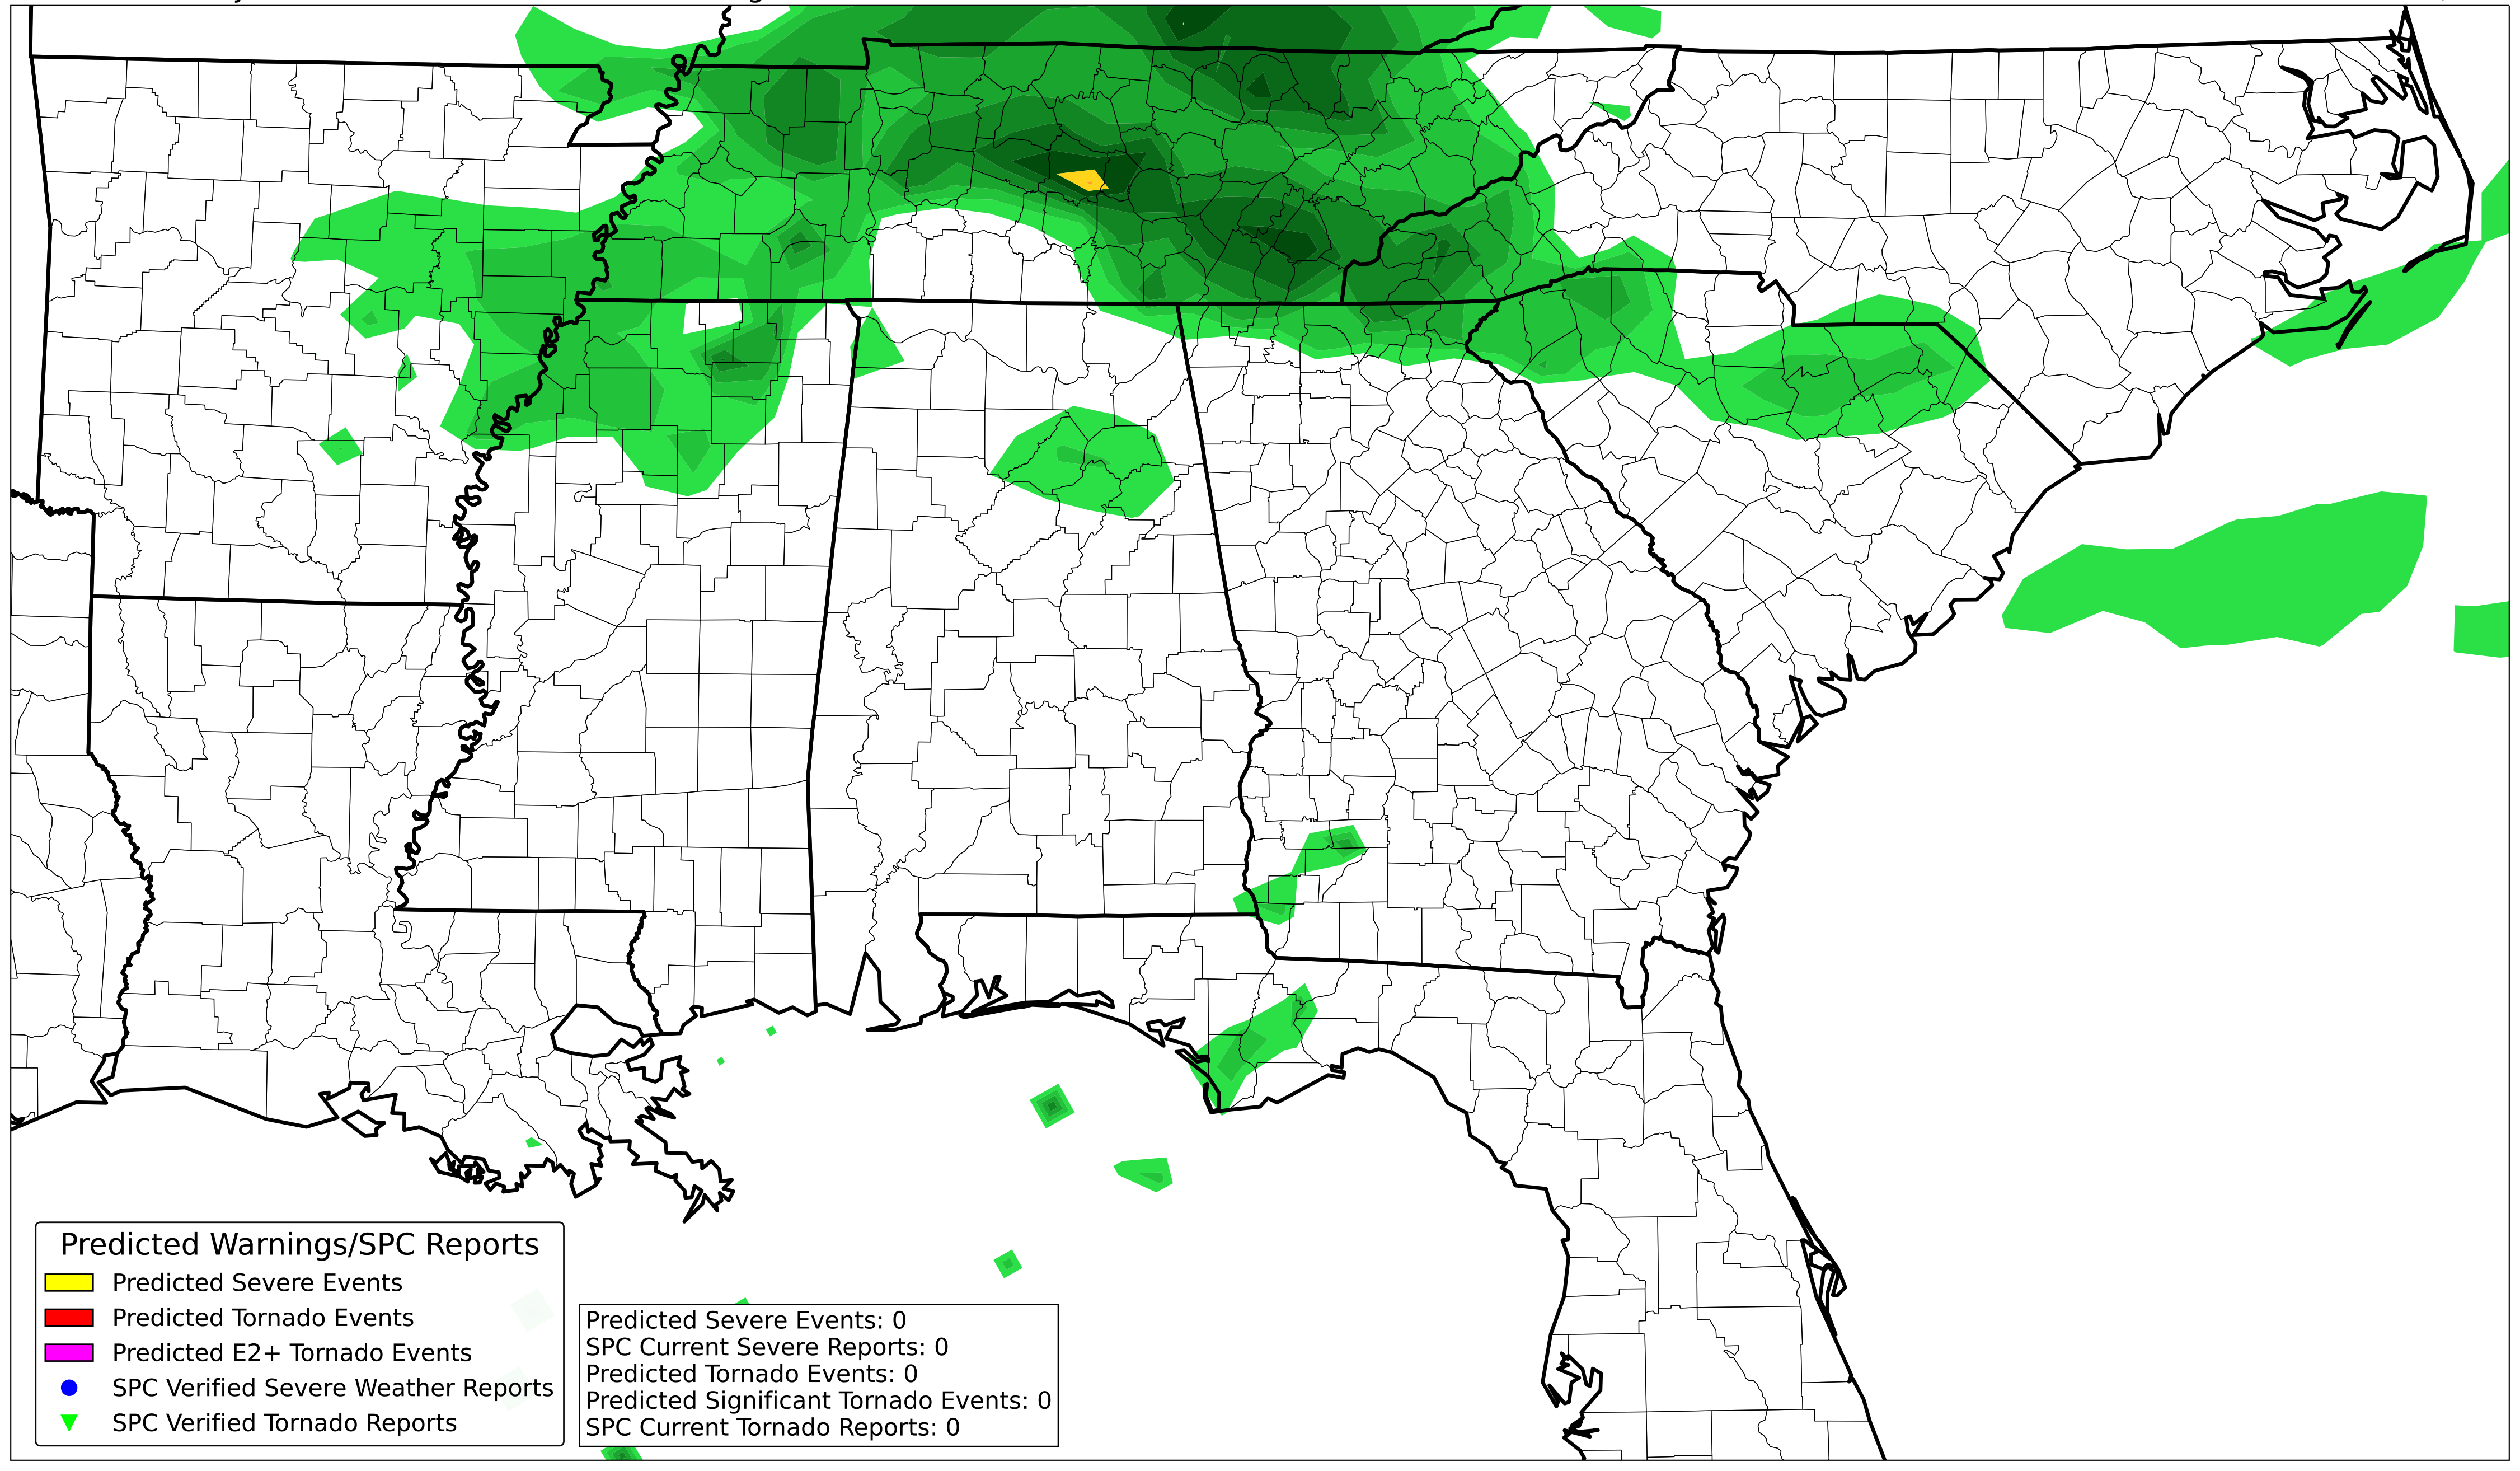 Predicted Warnings/SPC Reports
Predicted Severe Events
Predicted Tornado Events
Predicted E2+ Tornado Events
SPC Verified Severe Weather Reports
SPC Verified Tornado Reports
Predicted Severe Events: 0
SPC Current Severe Reports: 0
Predicted Tornado Events: 0
Predicted Significant Tornado Events: 0
SPC Current Tornado Reports: 0